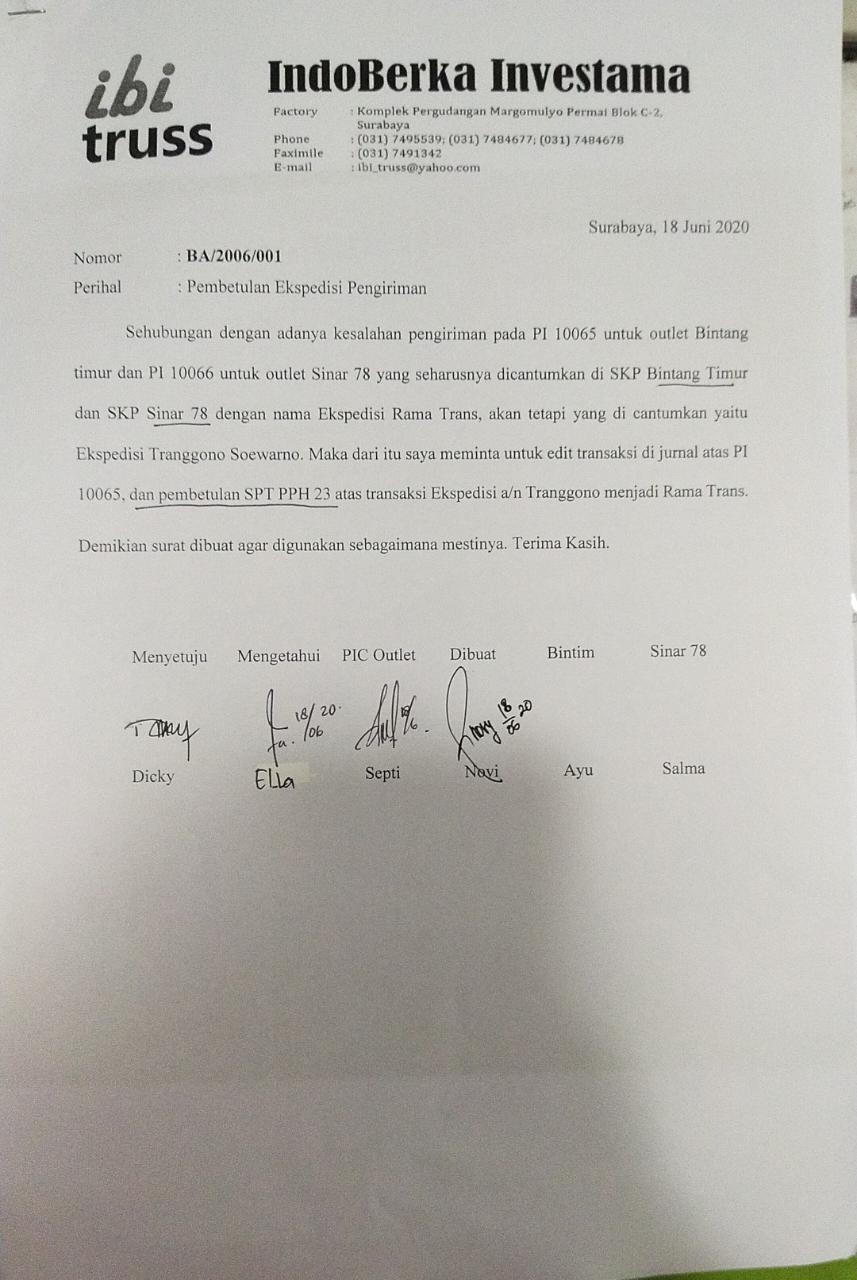 ibi
truss
IndoBerka Investama
Factory : Komplek Pergudangan Margomulyo Permai Blok C-2,
Surabaya
Phone : (031) 7495539; (031) 7484677; (031) 7484678
Faximile : (031) 7491342
E-mail : ibi_truss@yahoo.com
Surabaya, 18 Juni 2020
Nomor : BA/2006/001
Perihal : Pembetulan Ekspedisi Pengiriman
Sehubungan dengan adanya kesalahan pengiriman pada PI 10065 untuk outlet Bintang
timur dan PI 10066 untuk outlet Sinar 78 yang seharusnya dicantumkan di SKP Bintang Timur
dan SKP Sinar 78 dengan nama Ekspedisi Rama Trans, akan tetapi yang di cantumkan yaitu
Ekspedisi Tranggono Soewarno. Maka dari itu saya meminta untuk edit transaksi di jurnal atas PI
10065, dan pembetulan SPT PPH 23 atas transaksi Ekspedisi a/n Tranggono menjadi Rama Trans.
Demikian surat dibuat agar digunakan sebagaimana mestinya. Terima Kasih.
Menyetuju Mengetahui PIC Outlet Dibuat Bintim Sinar 78
18/06 20 18/06 20
Dicky Ella Septi Novi Ayu Salma